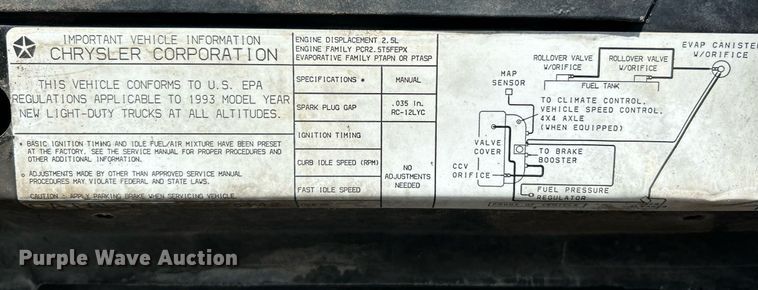 IMPORTANT VEHICLE INFORMATION
CHRYSLER CORPORATION
THIS VEHICLE CONFORMS TO U.S. EPA
REGULATIONS APPLICABLE TO 1993 MODEL YEAR
NEW LIGHT-DUTY TRUCKS AT ALL ALTITUDES.
* BASIC IGNITION TIMING AND IDLE FUEL/AIR MIXTURE HAVE BEEN PRESET
AT THE FACTORY. SEE THE SERVICE MANUAL FOR PROPER PROCEDURES AND
OTHER ADDITIONAL INFORMATION.
○ ADJUSTMENTS MADE BY OTHER THAN APPROVED SERVICE MANUAL
PROCEDURES MAY VIOLATE FEDERAL AND STATE LAWS.
CAUTION : APPLY PARKING BRAKE WHEN SERVICING VEHICLE.
ENGINE DISPLACEMENT 2.5L
ENGINE FAMILY PCR2.5T5FEPX
EVAPORATIVE FAMILY PTAPN OR PTASP
SPECIFICATIONS * MANUAL
SPARK PLUG GAP .035 in.
RC-12LYC
IGNITION TIMING
CURB IDLE SPEED (RPM)
FAST IDLE SPEED
NO
ADJUSTMENTS
NEEDED
MAP
SENSOR
ROLLOVER VALVE
W/ORIFICE
ROLLOVER VALVE
W/ORIFICE
FUEL TANK
EVAP CANISTER
W/ORIFICE
TO CLIMATE CONTROL,
VEHICLE SPEED CONTROL,
4X4 AXLE
(WHEN EQUIPPED)
VALVE
COVER
TO BRAKE
BOOSTER
CCV
ORIFICE
FUEL PRESSURE
REGULATOR
FRONT OF VEHICLE
Purple Wave Auction